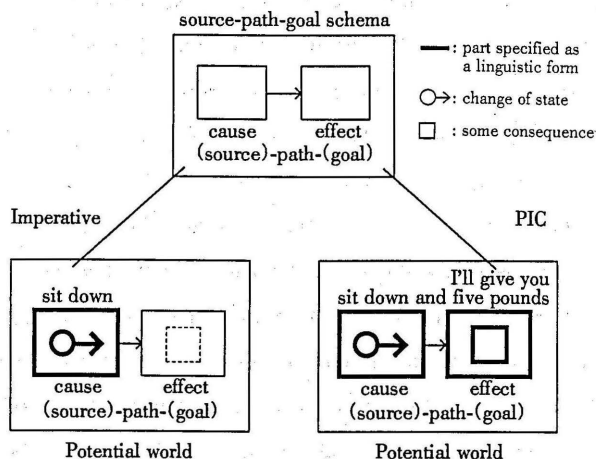 source-path-goal schema
cause effect
(source)-path-(goal)
: part specified as
a linguistic form
: change of state
: some consequence
Imperative
PIC
sit down
cause effect
(source)-path-(goal)
Potential world
I'll give you
sit down and five pounds
cause effect
(source)-path-(goal)
Potential world